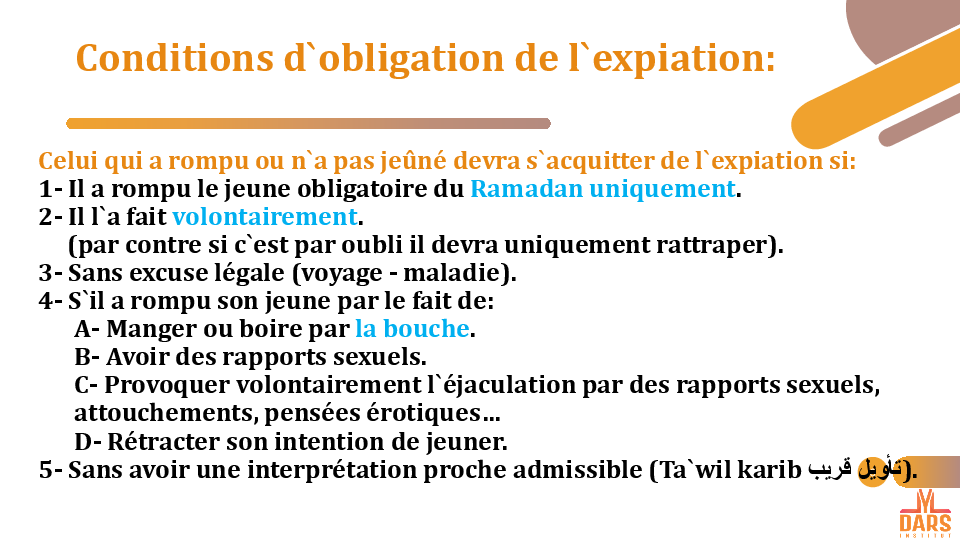 Conditions d`obligation de l`expiation:
Celui qui a rompu ou n`a pas jeûné devra s`acquitter de l`expiation si:
1- Il a rompu le jeune obligatoire du Ramadan uniquement.
2- Il l`a fait volontairement.
(par contre si c`est par oubli il devra uniquement rattraper).
3- Sans excuse légale (voyage - maladie).
4- S`il a rompu son jeune par le fait de:
A- Manger ou boire par la bouche.
B- Avoir des rapports sexuels.
C- Provoquer volontairement l`éjaculation par des rapports sexuels,
attouchements, pensées érotiques…
D- Rétracter son intention de jeuner.
5- Sans avoir une interprétation proche admissible (Ta`wil karib تأويل قريب).
DARS
INSTITUT